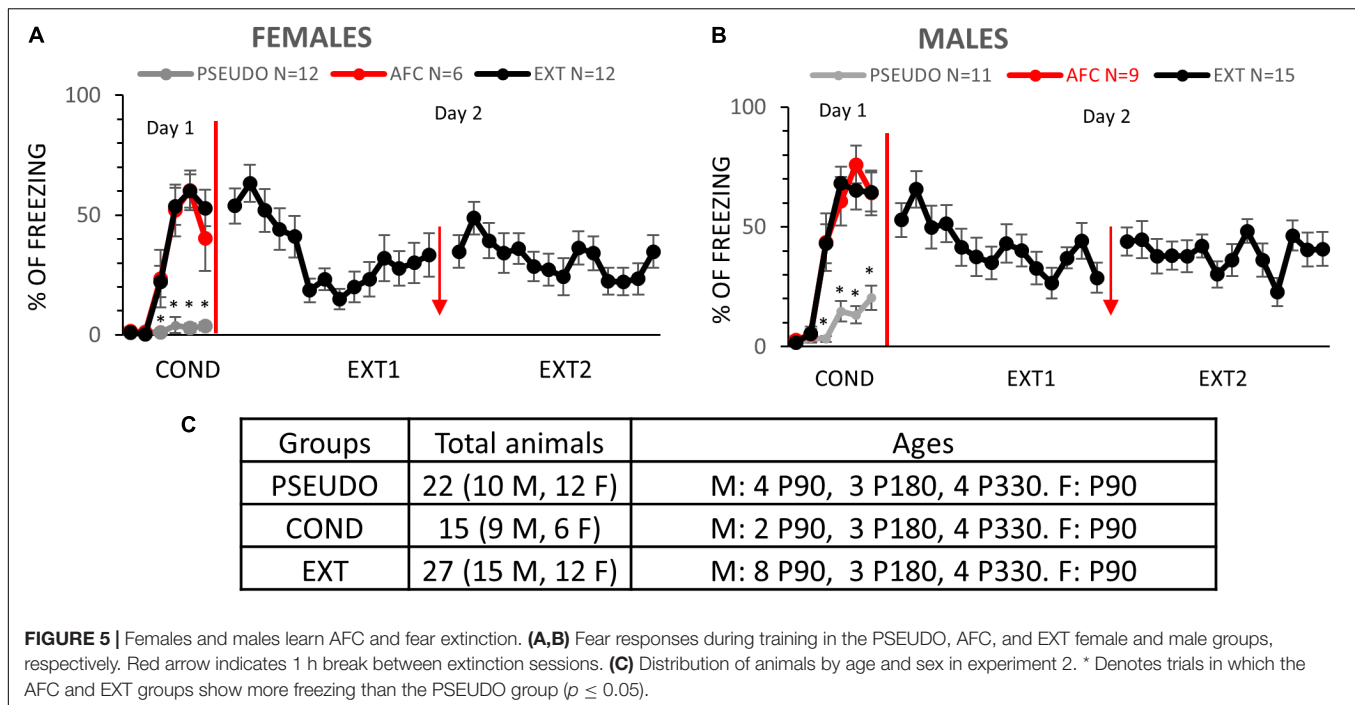 A
FEMALES
PSEUDO N=12 AFC N=6 EXT N=12
100
50
0
% OF FREEZING
Day 1
Day 2
* * * *
COND EXT1 EXT2
B
MALES
PSEUDO N=11 AFC N=9 EXT N=15
100
50
0
% OF FREEZING
Day 1
Day 2
* * * *
COND EXT1 EXT2
C
Groups Total animals Ages
PSEUDO 22 (10 M, 12 F) M: 4 P90, 3 P180, 4 P330. F: P90
COND 15 (9 M, 6 F) M: 2 P90, 3 P180, 4 P330. F: P90
EXT 27 (15 M, 12 F) M: 8 P90, 3 P180, 4 P330. F: P90
FIGURE 5 | Females and males learn AFC and fear extinction. (A,B) Fear responses during training in the PSEUDO, AFC, and EXT female and male groups,
respectively. Red arrow indicates 1 h break between extinction sessions. (C) Distribution of animals by age and sex in experiment 2. * Denotes trials in which the
AFC and EXT groups show more freezing than the PSEUDO group (p ≤ 0.05).